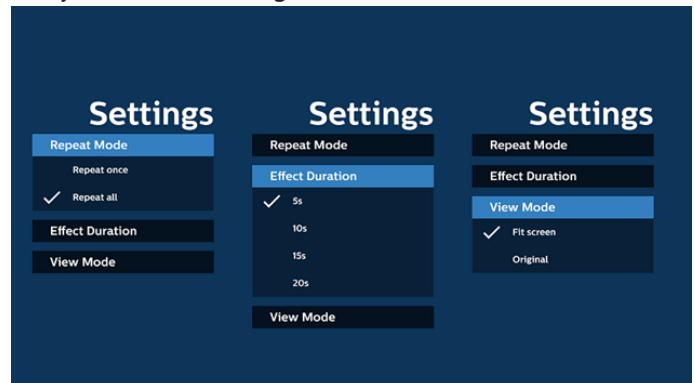 Settings
Repeat Mode
Repeat once
Repeat all
Effect Duration
View Mode
Settings
Repeat Mode
Effect Duration
5s
10s
15s
20s
View Mode
Settings
Repeat Mode
Effect Duration
View Mode
Fit screen
Original